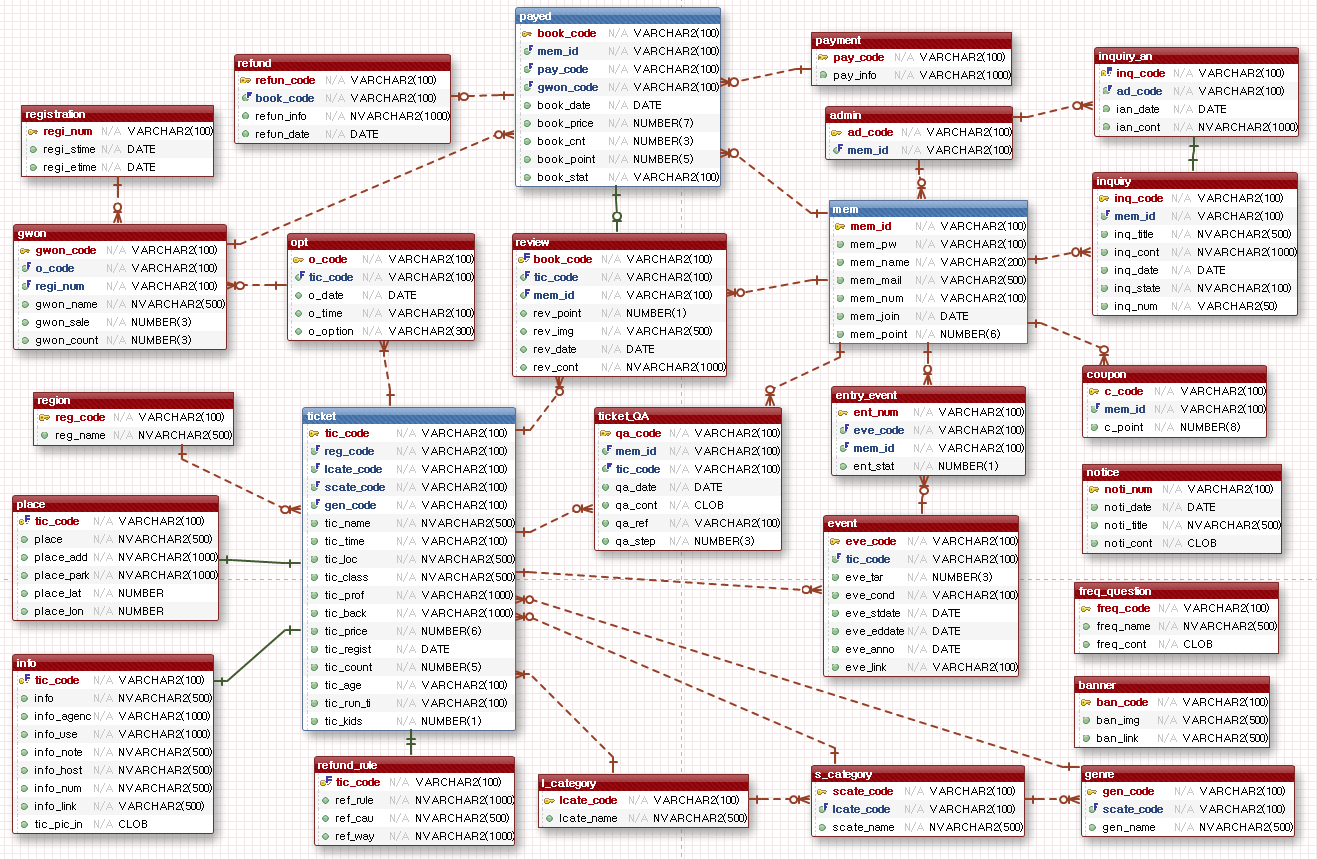 payed
book_code N/A VARCHAR2(100)
mem_id N/A VARCHAR2(100)
pay_code N/A VARCHAR2(100)
gwon_code N/A VARCHAR2(100)
book_date N/A DATE
book_price N/A NUMBER(7)
book_cnt N/A NUMBER(3)
book_point N/A NUMBER(5)
book_stat N/A VARCHAR2(100)
payment
pay_code N/A VARCHAR2(100)
pay_info N/A VARCHAR2(1000)
inquiry_an
inq_code N/A VARCHAR2(100)
ad_code N/A VARCHAR2(100)
ian_date N/A DATE
ian_cont N/A NVARCHAR2(1000)
refund
refun_code N/A VARCHAR2(100)
book_code N/A VARCHAR2(100)
refun_info N/A NVARCHAR2(1000)
refun_date N/A DATE
registralion
regi_num N/A VARCHAR2(100)
regi_stime N/A DATE
regi_etime N/A DATE
admin
ad_code N/A VARCHAR2(100)
mem_id N/A VARCHAR2(100)
inquiry
inq_code N/A VARCHAR2(100)
mem_id N/A VARCHAR2(100)
inq_title N/A NVARCHAR2(500)
inq_cont N/A NVARCHAR2(1000)
inq_date N/A DATE
inq_state N/A NVARCHAR2(100)
inq_num N/A VARCHAR2(50)
gwon
gwon_code N/A VARCHAR2(100)
o_code N/A VARCHAR2(100)
regi_num N/A VARCHAR2(100)
gwon_name N/A NVARCHAR2(500)
gwon_sale N/A NUMBER(3)
gwon_count N/A NUMBER(3)
opt
o_code N/A VARCHAR2(100)
tic_code N/A VARCHAR2(100)
o_date N/A DATE
o_time N/A VARCHAR2(100)
o_option N/A VARCHAR2(300)
review
book_code N/A VARCHAR2(100)
tic_code N/A VARCHAR2(100)
mem_id N/A VARCHAR2(100)
rev_point N/A NUMBER(1)
rev_img N/A VARCHAR2(500)
rev_date N/A DATE
rev_cont N/A NVARCHAR2(1000)
mem
mem_id N/A VARCHAR2(100)
mem_pw N/A VARCHAR2(200)
mem_name N/A VARCHAR2(200)
mem_mail N/A VARCHAR2(500)
mem_num N/A VARCHAR2(100)
mem_join N/A DATE
mem_point N/A NUMBER(6)
coupon
c_code N/A VARCHAR2(100)
mem_id N/A VARCHAR2(100)
c_point N/A NUMBER(8)
region
reg_code N/A VARCHAR2(100)
reg_name N/A NVARCHAR2(500)
ticket
tic_code N/A VARCHAR2(100)
reg_code N/A VARCHAR2(100)
lcate_code N/A VARCHAR2(100)
scate_code N/A VARCHAR2(100)
gen_code N/A VARCHAR2(100)
tic_name N/A NVARCHAR2(500)
tic_time N/A VARCHAR2(100)
tic_loc N/A NVARCHAR2(500)
tic_class N/A NVARCHAR2(500)
tic_prof N/A VARCHAR2(1000)
tic_back N/A VARCHAR2(1000)
tic_price N/A NUMBER(6)
tic_regist N/A DATE
tic_count N/A NUMBER(5)
tic_age N/A VARCHAR2(100)
tic_run_ti N/A VARCHAR2(100)
tic_kids N/A NUMBER(1)
ticket_QA
qa_code N/A VARCHAR2(100)
mem_id N/A VARCHAR2(100)
tic_code N/A VARCHAR2(100)
qa_date N/A DATE
qa_cont N/A CLOB
qa_ref N/A VARCHAR2(100)
qa_step N/A NUMBER(3)
entry_event
ent_num N/A VARCHAR2(100)
eve_code N/A VARCHAR2(100)
mem_id N/A VARCHAR2(100)
ent_stat N/A NUMBER(1)
notice
noti_num N/A VARCHAR2(100)
noti_date N/A DATE
noti_title N/A NVARCHAR2(500)
noti_cont N/A CLOB
place
tic_code N/A VARCHAR2(100)
place N/A NVARCHAR2(500)
place_add N/A NVARCHAR2(1000)
place_park N/A NVARCHAR2(1000)
place_lat N/A NUMBER
place_lon N/A NUMBER
event
eve_code N/A VARCHAR2(100)
tic_code N/A VARCHAR2(100)
eve_tar N/A NUMBER(3)
eve_cond N/A VARCHAR2(100)
eve_stdate N/A DATE
eve_eddate N/A DATE
eve_anno N/A DATE
eve_link N/A VARCHAR2(100)
freq_question
freq_code N/A VARCHAR2(100)
freq_name N/A NVARCHAR2(500)
freq_cont N/A CLOB
info
tic_code N/A VARCHAR2(100)
info N/A NVARCHAR2(500)
info_agenc N/A VARCHAR2(1000)
info_use N/A VARCHAR2(1000)
info_note N/A NVARCHAR2(500)
info_host N/A NVARCHAR2(500)
info_num N/A NVARCHAR2(500)
info_link N/A VARCHAR2(500)
tic_pic_in N/A CLOB
banner
ban_code N/A VARCHAR2(100)
ban_img N/A VARCHAR2(500)
ban_link N/A VARCHAR2(500)
refund_rule
tic_code N/A VARCHAR2(100)
ref_rule N/A NVARCHAR2(1000)
ref_cau N/A NVARCHAR2(500)
ref_way N/A NVARCHAR2(1000)
l_category
lcate_code N/A VARCHAR2(100)
lcate_name N/A NVARCHAR2(500)
s_category
scate_code N/A VARCHAR2(100)
lcate_code N/A VARCHAR2(100)
scate_name N/A NVARCHAR2(500)
genre
gen_code N/A VARCHAR2(100)
scate_code N/A VARCHAR2(100)
gen_name N/A NVARCHAR2(500)